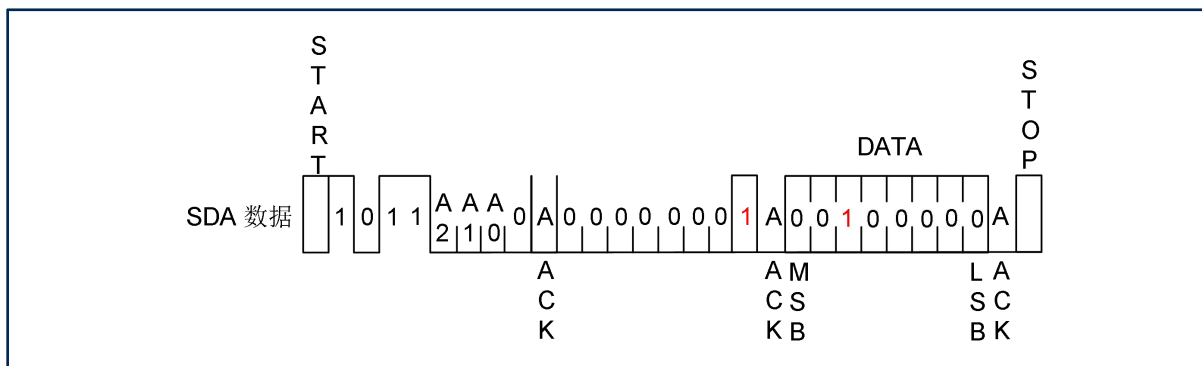 START
STOP
DATA
SDA 数据
1 0 1 1 A2 A1 A0 0 A 0 0 0 0 0 0 0 1 A 0 0 1 0 0 0 0 0 A
ACK
ACK
MSB
LSB
ACK